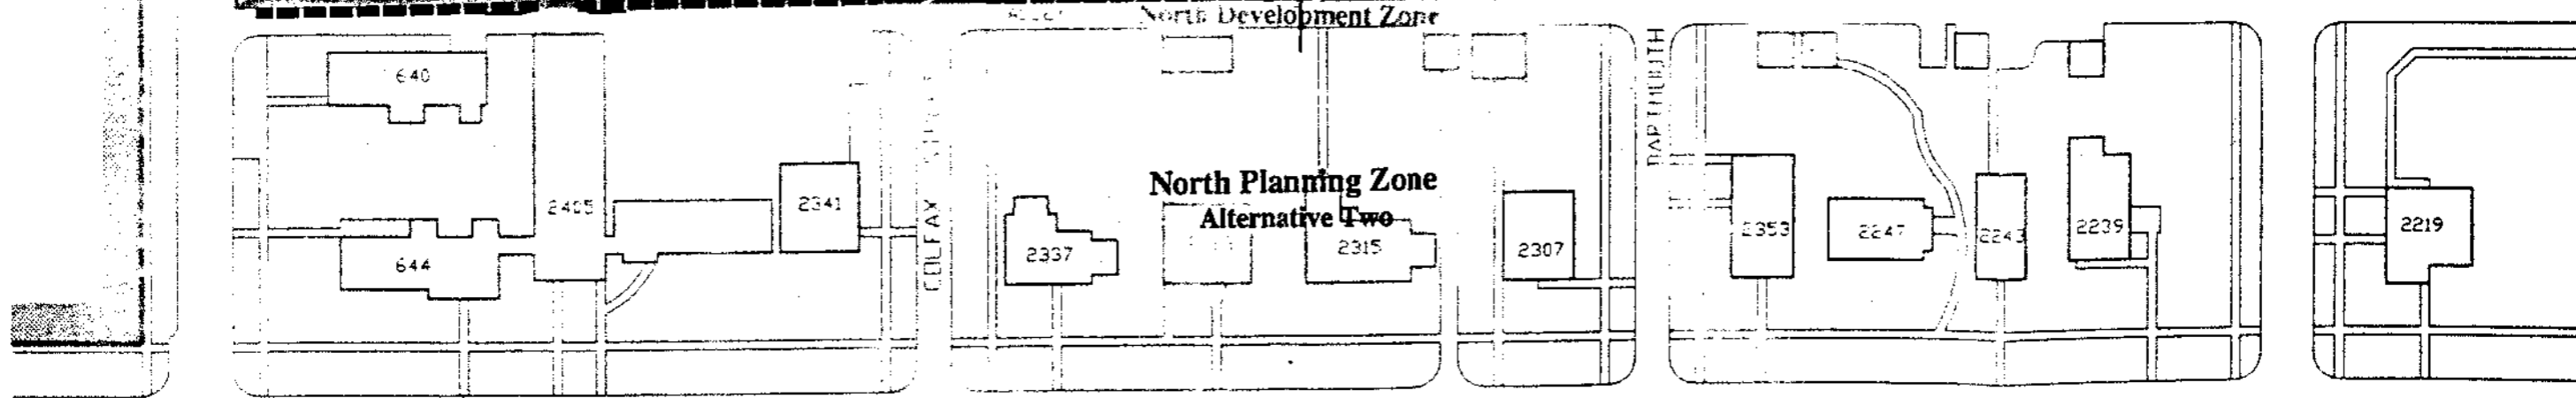 North Development Zone
640
COLFAX
DARTMOUTH
North Planning Zone
Alternative Two
2405
2341
644
2337
2315
2307
2353
2247
2243
2239
2219